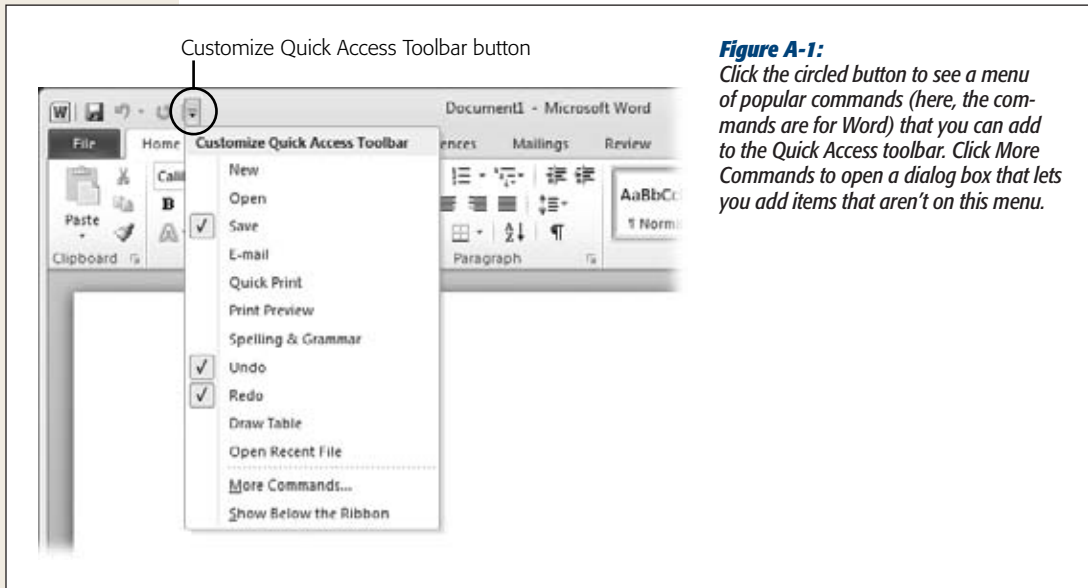 Customize Quick Access Toolbar button
Figure A-1:
Click the circled button to see a menu
of popular commands (here, the com-
mands are for Word) that you can add
to the Quick Access toolbar. Click More
Commands to open a dialog box that lets
you add items that aren't on this menu.
W
Document1 - Microsoft Word
File Home Mailings Review
Customize Quick Access Toolbar
New
Open
Save
E-mail
Quick Print
Print Preview
Spelling & Grammar
Undo
Redo
Draw Table
Open Recent File
More Commands...
Show Below the Ribbon
Paste
Clipboard
B
A
Paragraph
AaBbCc
¶ Norm